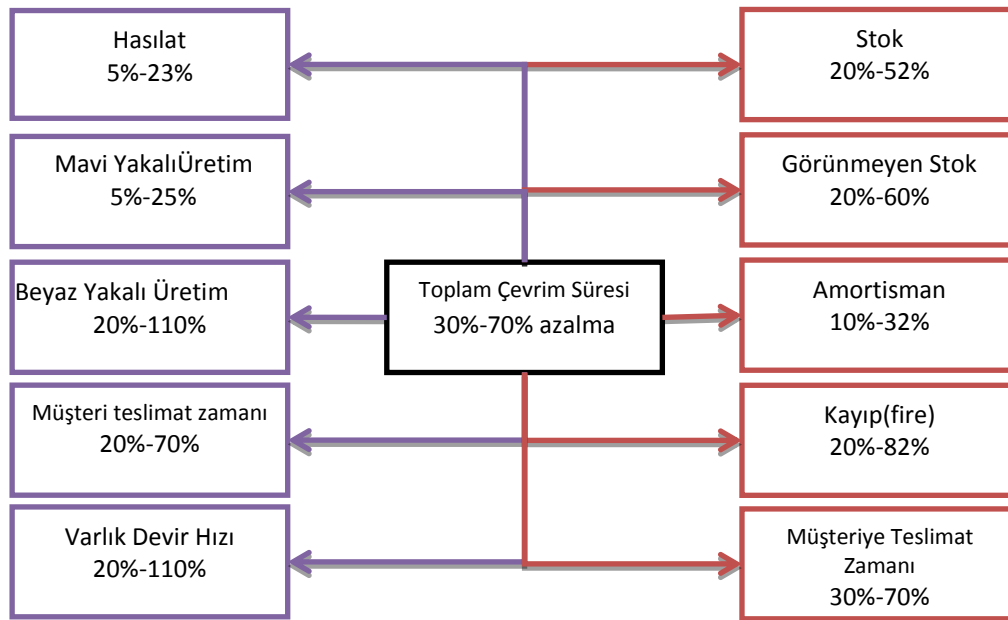 Hasılat
5%-23%
Mavi YakalıÜretim
5%-25%
Beyaz Yakalı Üretim
20%-110%
Müşteri teslimat zamanı
20%-70%
Varlık Devir Hızı
20%-110%
Toplam Çevrim Süresi
30%-70% azalma
Stok
20%-52%
Görünmeyen Stok
20%-60%
Amortisman
10%-32%
Kayıp(fire)
20%-82%
Müşteriye Teslimat
Zamanı
30%-70%